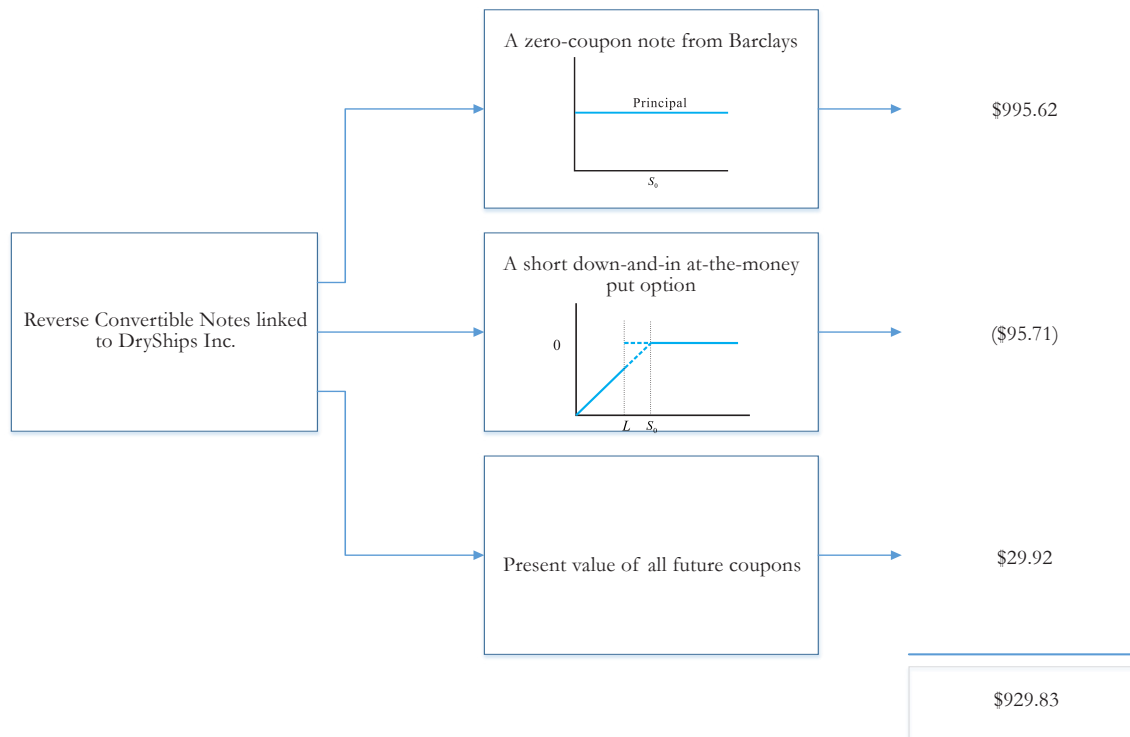 A zero-coupon note from Barclays
Principal
S₀
$995.62
Reverse Convertible Notes linked
to DryShips Inc.
A short down-and-in at-the-money
put option
0
L S₀
($95.71)
Present value of all future coupons
$29.92
$929.83